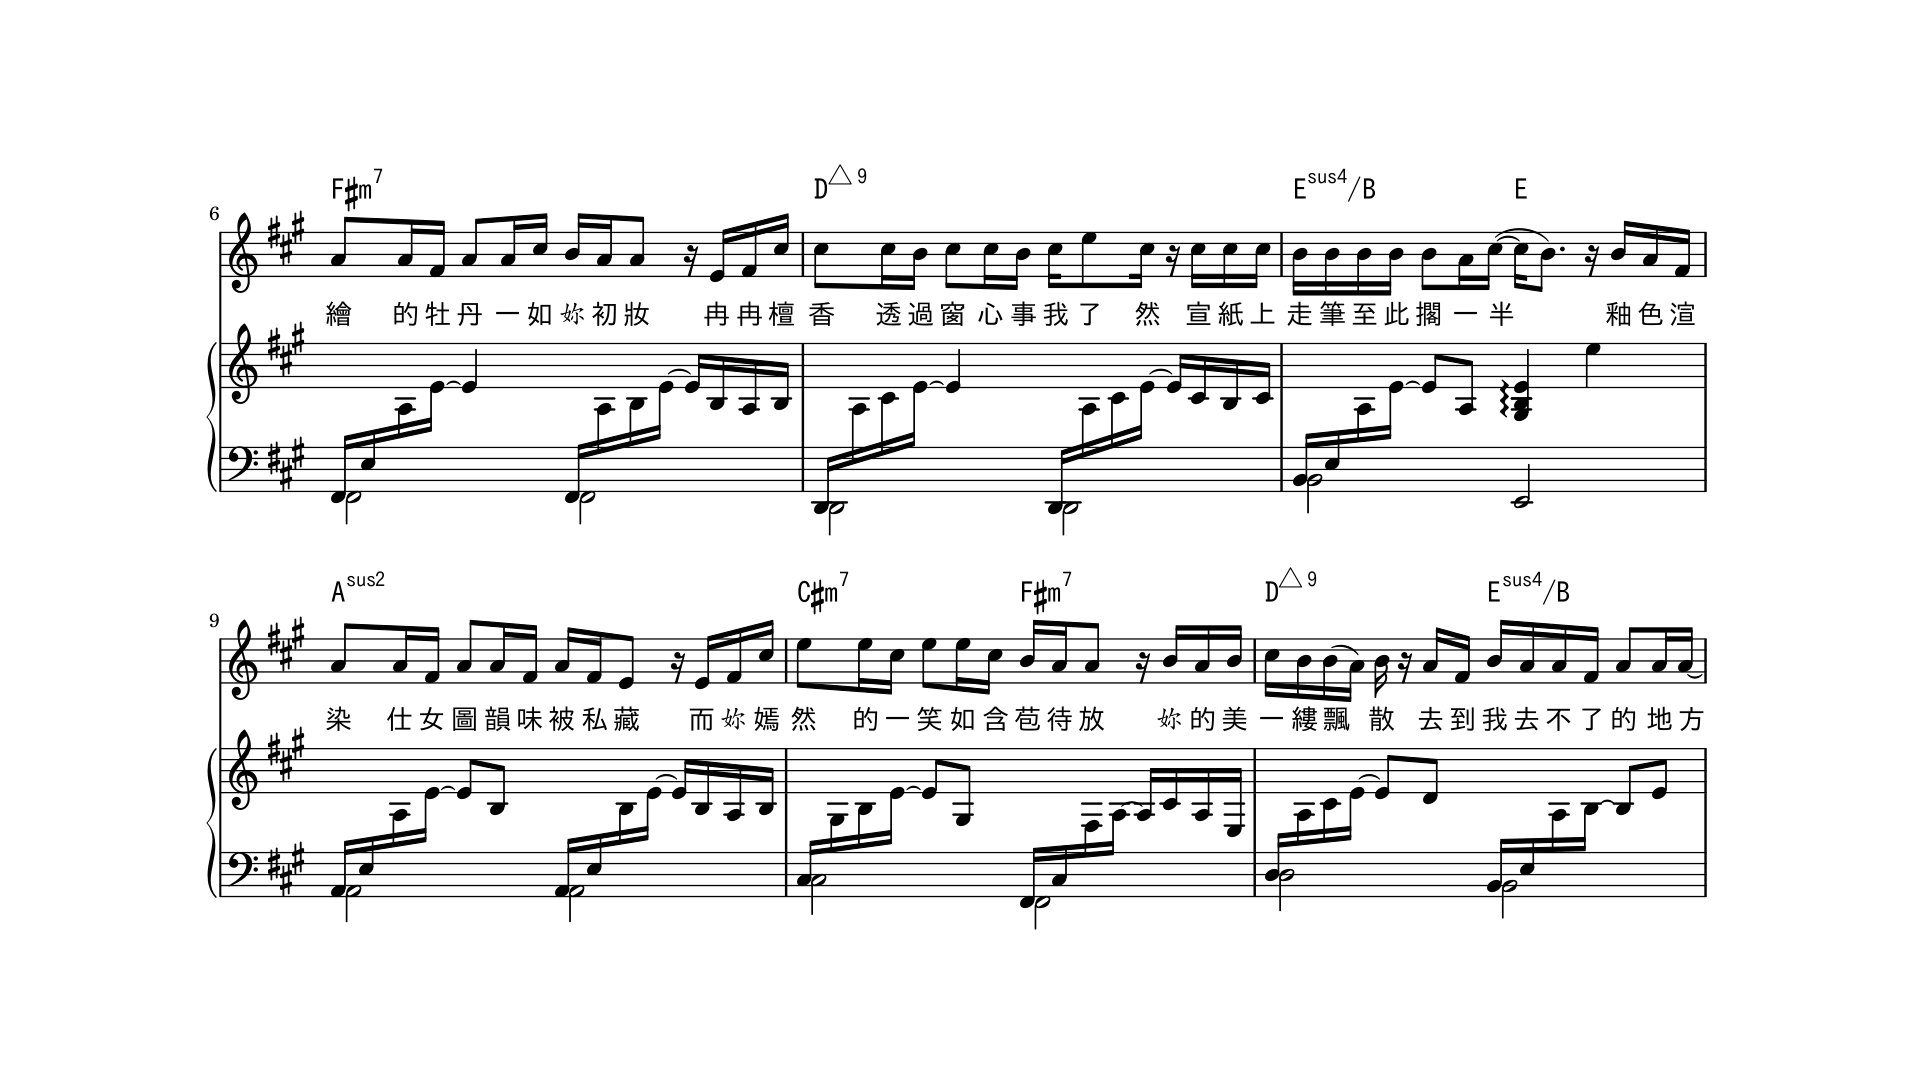 F♯m7 D△9 Esus4/B E
6
繪 的 牡 丹 一 如 妳 初 妝 冉 冉 檀 香 透 過 窗 心 事 我 了 然 宣 紙 上 走 筆 至 此 擱 一 半 釉 色 渲
Asus2 C♯m7 F♯m7 D△9 Esus4/B
9
染 仕 女 圖 韻 味 被 私 藏 而 妳 嫣 然 的 一 笑 如 含 苞 待 放 妳 的 美 一 縷 飄 散 去 到 我 去 不 了 的 地 方